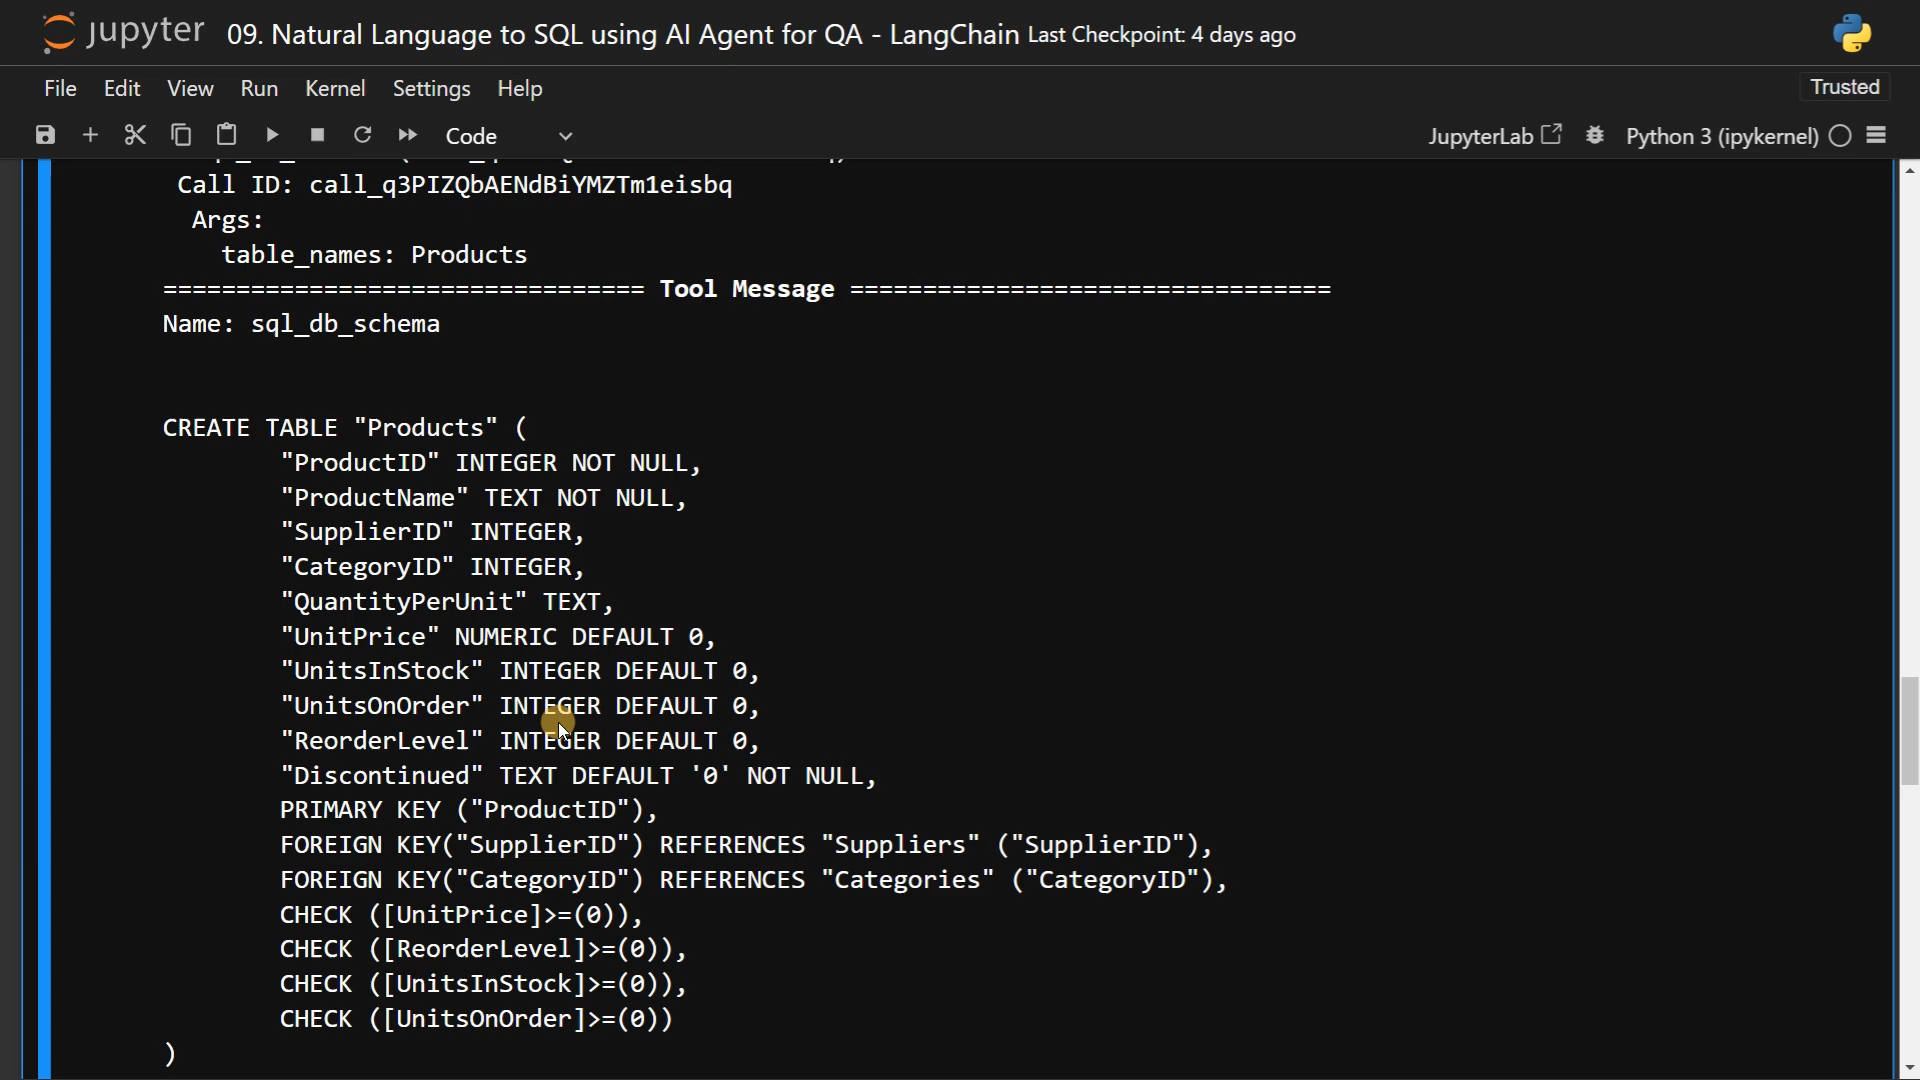 jupyter 09. Natural Language to SQL using AI Agent for QA - LangChain Last Checkpoint: 4 days ago
File Edit View Run Kernel Settings Help Trusted
Code JupyterLab Python 3 (ipykernel)
Call ID: call_q3PIZQbAENdBiYMZTm1eisbq
Args:
table_names: Products
================================= Tool Message =================================
Name: sql_db_schema
CREATE TABLE "Products" (
"ProductID" INTEGER NOT NULL,
"ProductName" TEXT NOT NULL,
"SupplierID" INTEGER,
"CategoryID" INTEGER,
"QuantityPerUnit" TEXT,
"UnitPrice" NUMERIC DEFAULT 0,
"UnitsInStock" INTEGER DEFAULT 0,
"UnitsOnOrder" INTEGER DEFAULT 0,
"ReorderLevel" INTEGER DEFAULT 0,
"Discontinued" TEXT DEFAULT '0' NOT NULL,
PRIMARY KEY ("ProductID"),
FOREIGN KEY("SupplierID") REFERENCES "Suppliers" ("SupplierID"),
FOREIGN KEY("CategoryID") REFERENCES "Categories" ("CategoryID"),
CHECK ([UnitPrice]>=(0)),
CHECK ([ReorderLevel]>=(0)),
CHECK ([UnitsInStock]>=(0)),
CHECK ([UnitsOnOrder]>=(0))
)